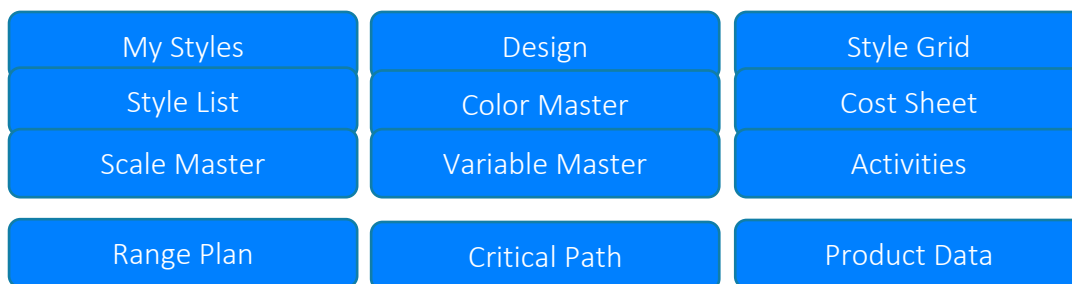 My Styles
Design
Style Grid
Style List
Color Master
Cost Sheet
Scale Master
Variable Master
Activities
Range Plan
Critical Path
Product Data